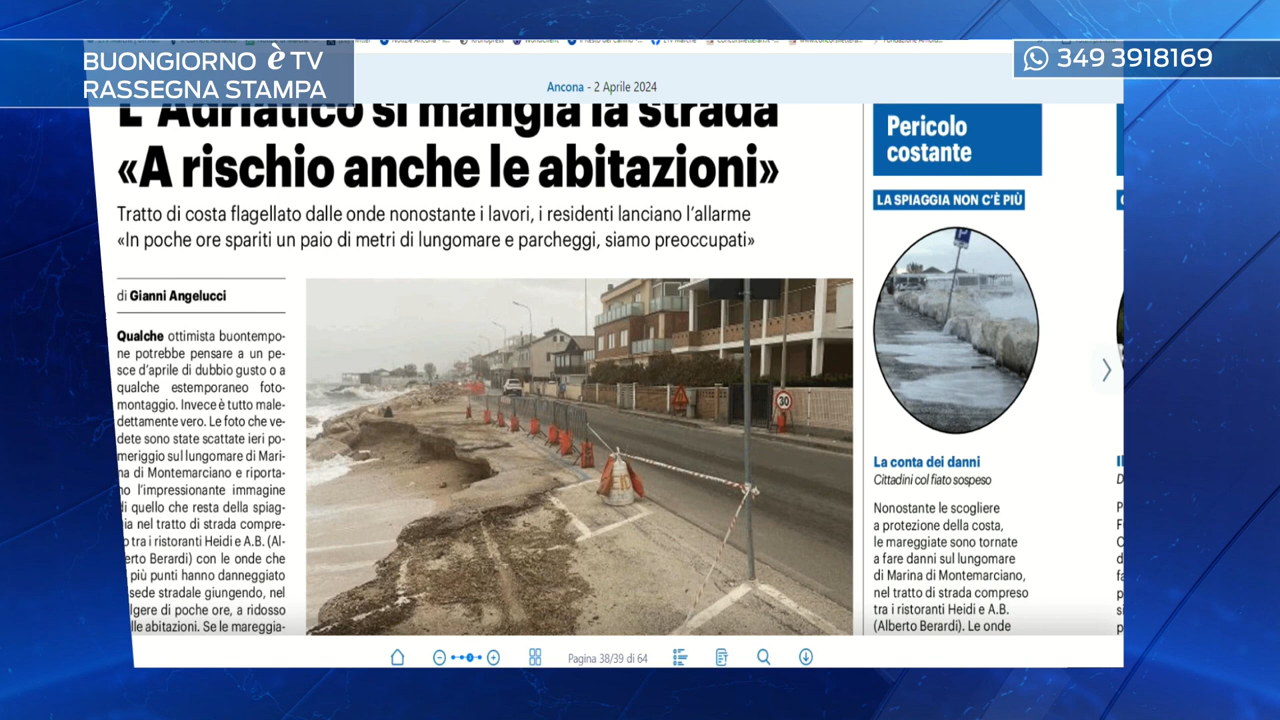 BUONGIORNO è TV
RASSEGNA STAMPA
349 3918169
Ancona - 2 Aprile 2024
L'Adriatico si mangia la strada
«A rischio anche le abitazioni»
Tratto di costa flagellato dalle onde nonostante i lavori, i residenti lanciano l'allarme
«In poche ore spariti un paio di metri di lungomare e parcheggi, siamo preoccupati»
di Gianni Angelucci
Qualche ottimista buontempo-
ne potrebbe pensare a un pe-
sce d'aprile di dubbio gusto o a
qualche estemporaneo foto-
montaggio. Invece è tutto male-
dettamente vero. Le foto che ve-
dete sono state scattate ieri po-
meriggio sul lungomare di Mari-
na di Montemarciano e riporta-
no l'impressionante immagine
di quello che resta della spiag-
gia nel tratto di strada compre-
o tra i ristoranti Heidi e A.B. (Al-
erto Berardi) con le onde che
più punti hanno danneggiato
sede stradale giungendo, nel
lgere di poche ore, a ridosso
lle abitazioni. Se le mareggia-
30
Pericolo
costante
LA SPIAGGIA NON C'È PIÙ
P
La conta dei danni
Cittadini col fiato sospeso
Nonostante le scogliere
a protezione della costa,
le mareggiate sono tornate
a fare danni sul lungomare
di Marina di Montemarciano,
nel tratto di strada compreso
tra i ristoranti Heidi e A.B.
(Alberto Berardi). Le onde
Pagina 38/39 di 64